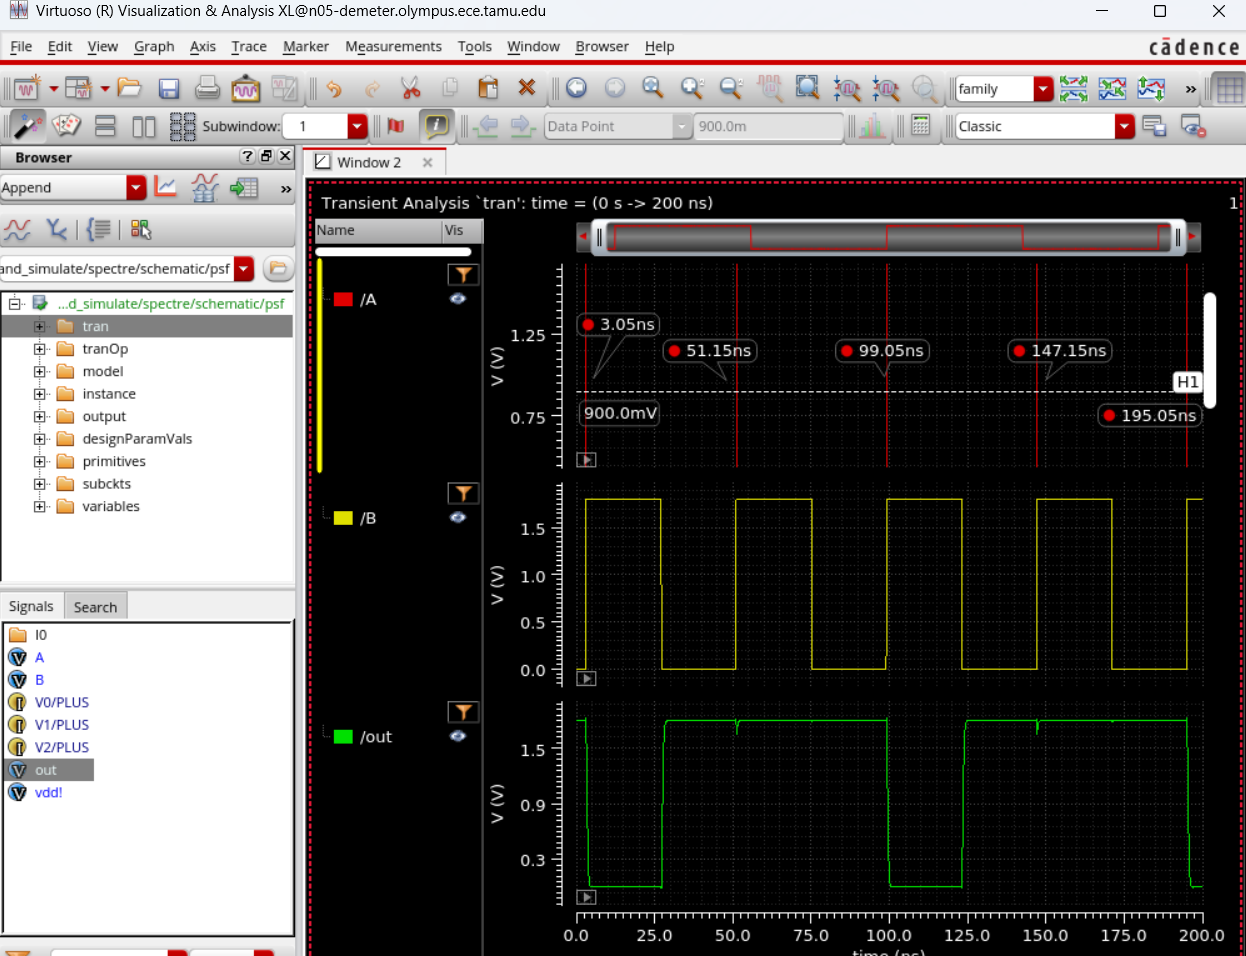 Virtuoso (R) Visualization & Analysis XL@n05-demeter.olympus.ece.tamu.edu
File Edit View Graph Axis Trace Marker Measurements Tools Window Browser Help
cādence
family
»
Subwindow: 1
Data Point
900.0m
Classic
Browser
Window 2
Append
»
and_simulate/spectre/schematic/psf
...d_simulate/spectre/schematic/psf
tran
tranOp
model
instance
output
designParamVals
primitives
subckts
variables
Signals Search
I0
A
B
V0/PLUS
V1/PLUS
V2/PLUS
out
vdd!
Transient Analysis `tran': time = (0 s -> 200 ns)
1
Name Vis
/A
/B
/out
V (V)
1.25
0.75
3.05ns
51.15ns
99.05ns
147.15ns
195.05ns
H1
900.0mV
V (V)
1.5
1.0
0.5
0.0
V (V)
1.5
0.9
0.3
0.0 25.0 50.0 75.0 100.0 125.0 150.0 175.0 200.0
time (ns)